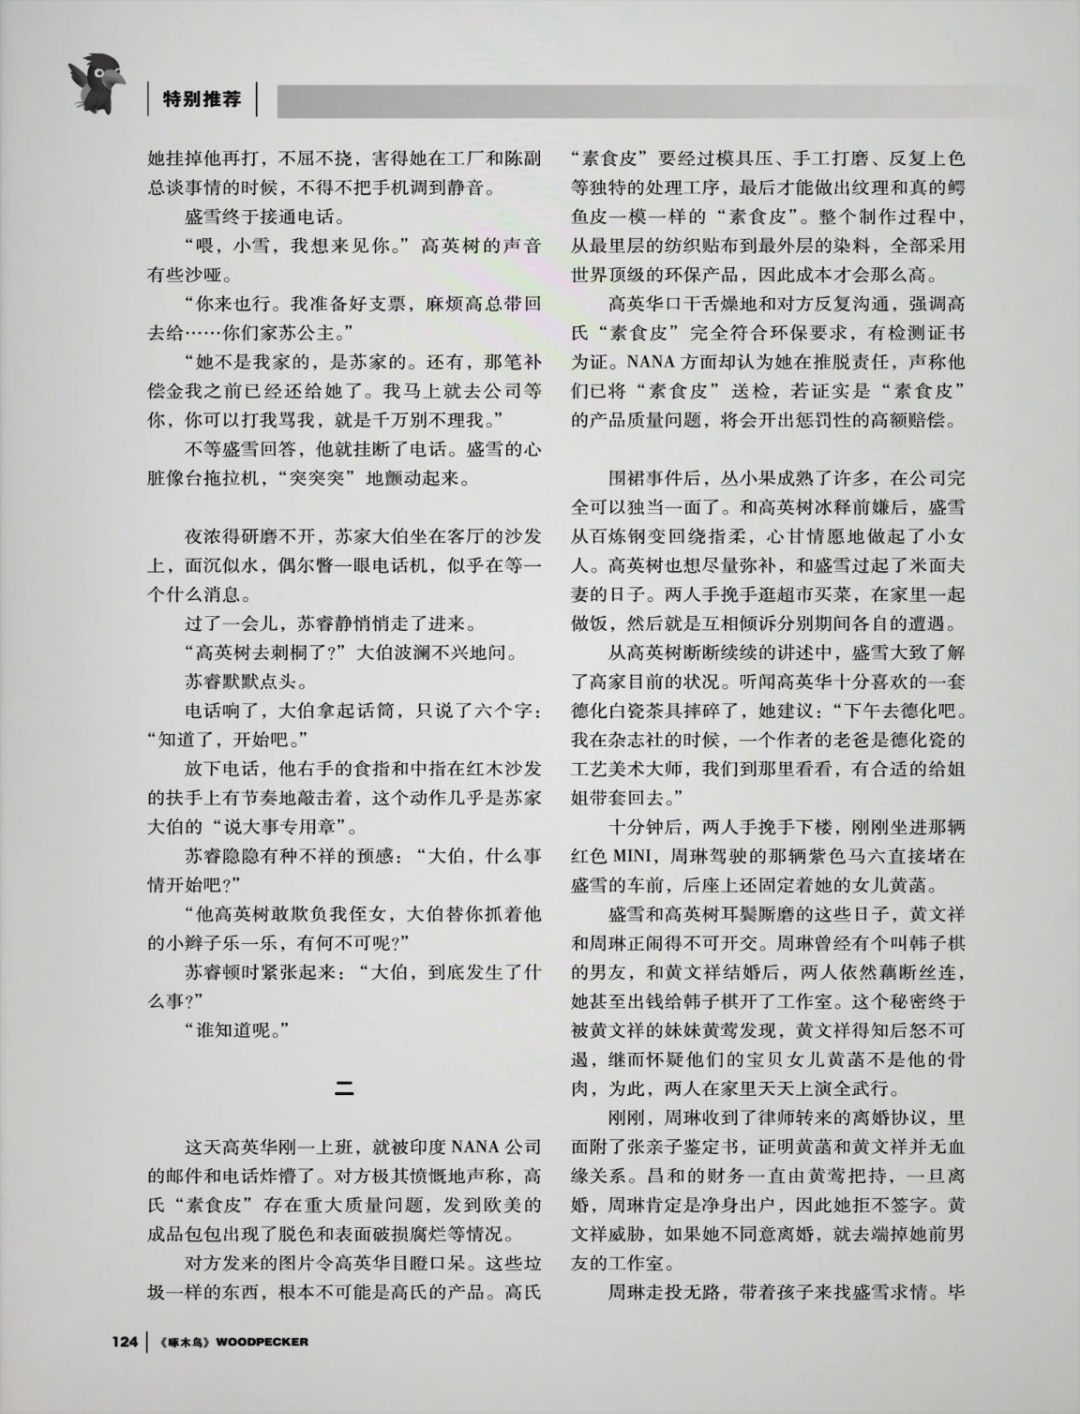 特别推荐
她挂掉他再打，不屈不挠，害得她在工厂和陈副
总谈事情的时候，不得不把手机调到静音。
盛雪终于接通电话。
“喂，小雪，我想来见你。”高英树的声音
有些沙哑。
“你来也行。我准备好支票，麻烦高总带回
去给……你们家苏公主。”
“她不是我家的，是苏家的。还有，那笔补
偿金我之前已经还给她了。我马上就去公司等
你，你可以打我骂我，就是千万别不理我。”
不等盛雪回答，他就挂断了电话。盛雪的心
脏像台拖拉机，“突突突”地颤动起来。
夜浓得研磨不开，苏家大伯坐在客厅的沙发
上，面沉似水，偶尔瞥一眼电话机，似乎在等一
个什么消息。
过了一会儿，苏睿静悄悄走了进来。
“高英树去刺桐了?”大伯波澜不兴地问。
苏睿默默点头。
电话响了，大伯拿起话筒，只说了六个字：
“知道了，开始吧。”
放下电话，他右手的食指和中指在红木沙发
的扶手上有节奏地敲击着，这个动作几乎是苏家
大伯的“说大事专用章”。
苏睿隐隐有种不祥的预感：“大伯，什么事
情开始吧?”
“他高英树敢欺负我侄女，大伯替你抓着他
的小辫子乐一乐，有何不可呢?”
苏睿顿时紧张起来：“大伯，到底发生了什
么事?”
“谁知道呢。”
二
这天高英华刚一上班，就被印度 NANA 公司
的邮件和电话炸懵了。对方极其愤慨地声称，高
氏“素食皮”存在重大质量问题，发到欧美的
成品包包出现了脱色和表面破损腐烂等情况。
对方发来的图片令高英华目瞪口呆。这些垃
圾一样的东西，根本不可能是高氏的产品。高氏
“素食皮”要经过模具压、手工打磨、反复上色
等独特的处理工序，最后才能做出纹理和真的鳄
鱼皮一模一样的“素食皮”。整个制作过程中，
从最里层的纺织贴布到最外层的染料，全部采用
世界顶级的环保产品，因此成本才会那么高。
高英华口干舌燥地和对方反复沟通，强调高
氏“素食皮”完全符合环保要求，有检测证书
为证。NANA 方面却认为她在推脱责任，声称他
们已将“素食皮”送检，若证实是“素食皮”
的产品质量问题，将会开出惩罚性的高额赔偿。
围裙事件后，丛小果成熟了许多，在公司完
全可以独当一面了。和高英树冰释前嫌后，盛雪
从百炼钢变回绕指柔，心甘情愿地做起了小女
人。高英树也想尽量弥补，和盛雪过起了米面夫
妻的日子。两人手挽手逛超市买菜，在家里一起
做饭，然后就是互相倾诉分别期间各自的遭遇。
从高英树断断续续的讲述中，盛雪大致了解
了高家目前的状况。听闻高英华十分喜欢的一套
德化白瓷茶具摔碎了，她建议：“下午去德化吧。
我在杂志社的时候，一个作者的老爸是德化瓷的
工艺美术大师，我们到那里看看，有合适的给姐
姐带套回去。”
十分钟后，两人手挽手下楼，刚刚坐进那辆
红色 MINI，周琳驾驶的那辆紫色马六直接堵在
盛雪的车前，后座上还固定着她的女儿黄菡。
盛雪和高英树耳鬓厮磨的这些日子，黄文祥
和周琳正闹得不可开交。周琳曾经有个叫韩子棋
的男友，和黄文祥结婚后，两人依然藕断丝连，
她甚至出钱给韩子棋开了工作室。这个秘密终于
被黄文祥的妹妹黄莺发现，黄文祥得知后怒不可
遏，继而怀疑他们的宝贝女儿黄菡不是他的骨
肉，为此，两人在家里天天上演全武行。
刚刚，周琳收到了律师转来的离婚协议，里
面附了张亲子鉴定书，证明黄菡和黄文祥并无血
缘关系。昌和的财务一直由黄莺把持，一旦离
婚，周琳肯定是净身出户，因此她拒不签字。黄
文祥威胁，如果她不同意离婚，就去端掉她前男
友的工作室。
周琳走投无路，带着孩子来找盛雪求情。毕
124 《啄木鸟》WOODPECKER